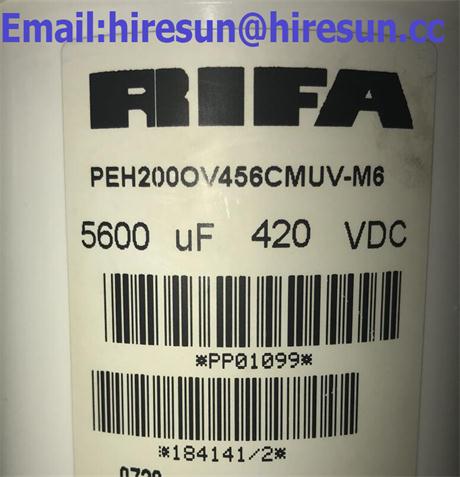 Email:hiresun@hiresun.cc
RIFA
PEH200OV456CMUV-M6
5600 uF 420 VDC
*PP01099*
*184141/2*